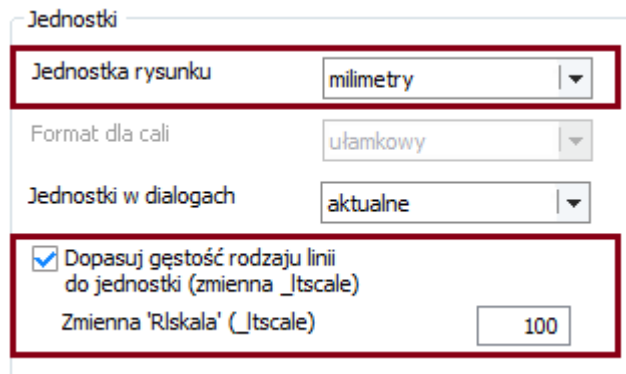 Jednostki
Jednostka rysunku milimetry
Format dla cali ułamkowy
Jednostki w dialogach aktualne
Dopasuj gęstość rodzaju linii
do jednostki (zmienna _ltscale)
Zmienna 'Rlskala' (_ltscale) 100